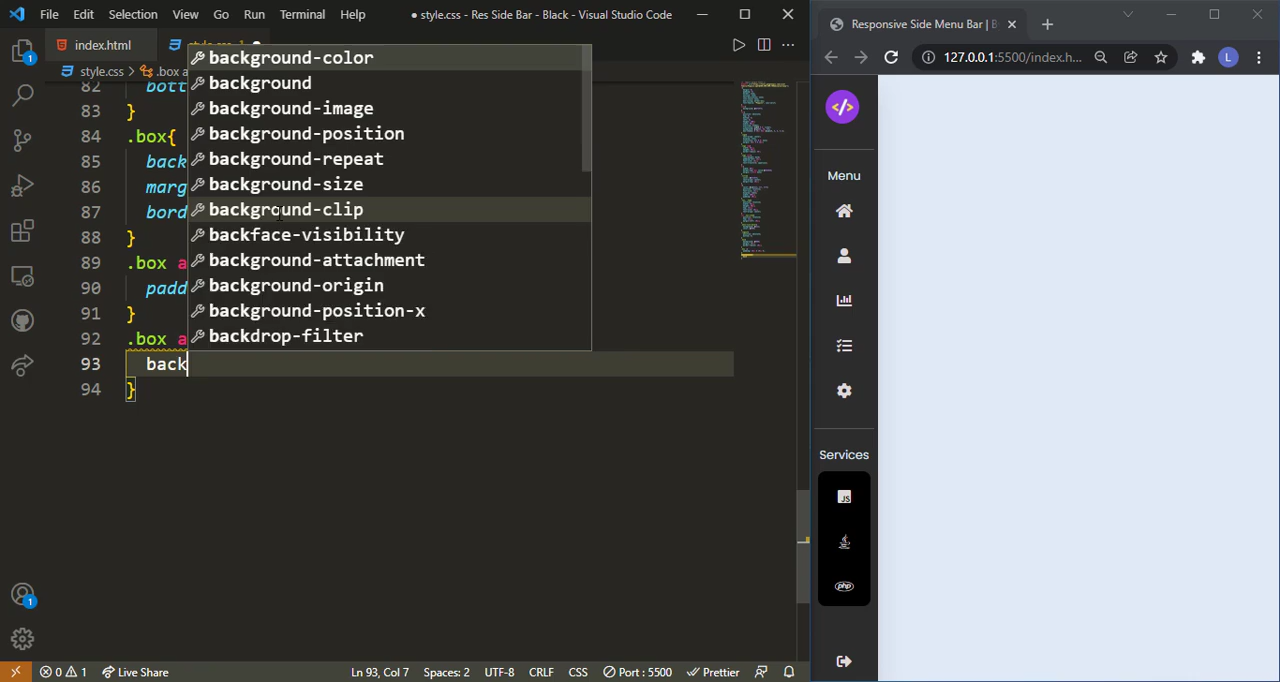 File Edit Selection View Go Run Terminal Help
● style.css - Res Side Bar - Black - Visual Studio Code
index.html
style.css 1 ●
style.css > .box a
82 bott
83 }
84 .box{
85 back
86 marg
87 bord
88 }
89 .box a
90 padd
91 }
92 .box a
93 back
94 }
background-color
background
background-image
background-position
background-repeat
background-size
background-clip
backface-visibility
background-attachment
background-origin
background-position-x
backdrop-filter
1
1
0 1 Live Share
Ln 93, Col 7 Spaces: 2 UTF-8 CRLF CSS Port : 5500 Prettier
Responsive Side Menu Bar | B
127.0.0.1:5500/index.h...
L
</>
Menu
Services
JS
php